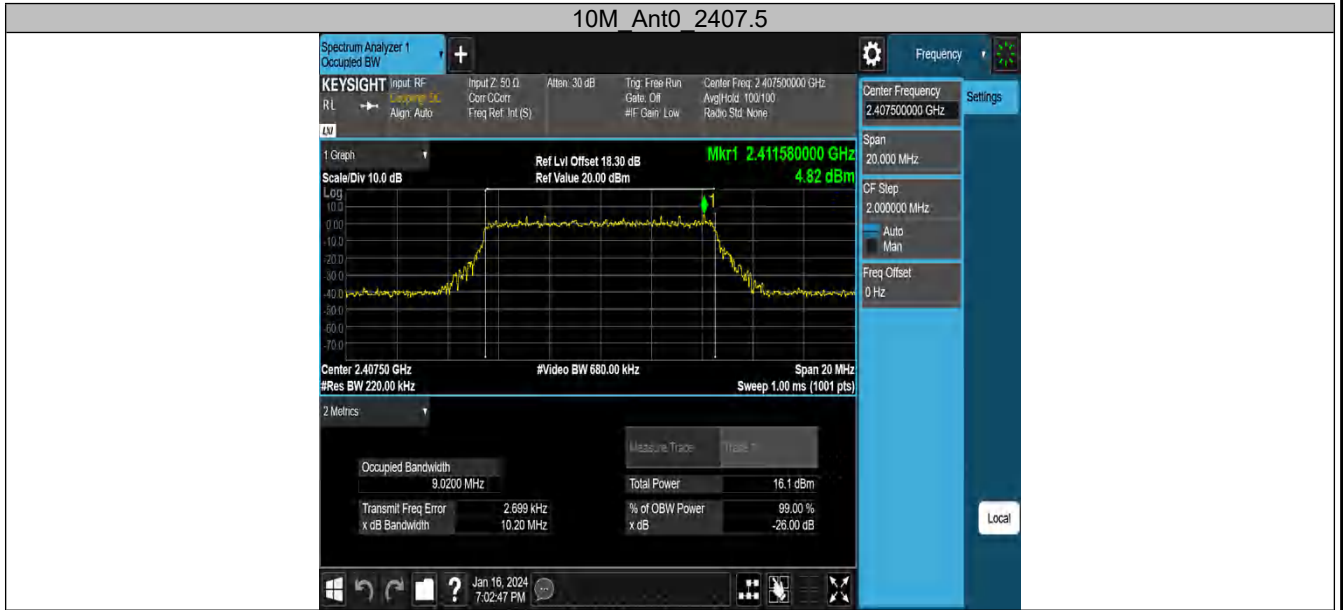 10M_Ant0_2407.5
Spectrum Analyzer 1
Occupied BW
+
Frequency
KEYSIGHT
RL
LXI
Input: RF
Coupling: DC
Align: Auto
Input Z: 50 Ω
Corr CCorr
Freq Ref: Int (S)
Atten: 30 dB
Trig: Free Run
Gate: Off
#IF Gain: Low
Center Freq: 2.407500000 GHz
Avg|Hold: 100/100
Radio Std: None
1 Graph
Scale/Div 10.0 dB
Ref Lvl Offset 18.30 dB
Ref Value 20.00 dBm
Mkr1 2.411580000 GHz
4.82 dBm
Log
10.0
0.00
-10.0
-20.0
-30.0
-40.0
-50.0
-60.0
-70.0
1
Center 2.40750 GHz
#Res BW 220.00 kHz
#Video BW 680.00 kHz
Span 20 MHz
Sweep 1.00 ms (1001 pts)
2 Metrics
Measure Trace
Trace 1
Occupied Bandwidth
9.0200 MHz
Total Power
16.1 dBm
Transmit Freq Error
2.699 kHz
% of OBW Power
99.00 %
x dB Bandwidth
10.20 MHz
x dB
-26.00 dB
Center Frequency
2.407500000 GHz
Settings
Span
20.000 MHz
CF Step
2.000000 MHz
Auto
Man
Freq Offset
0 Hz
Local
?
Jan 16, 2024
7:02:47 PM